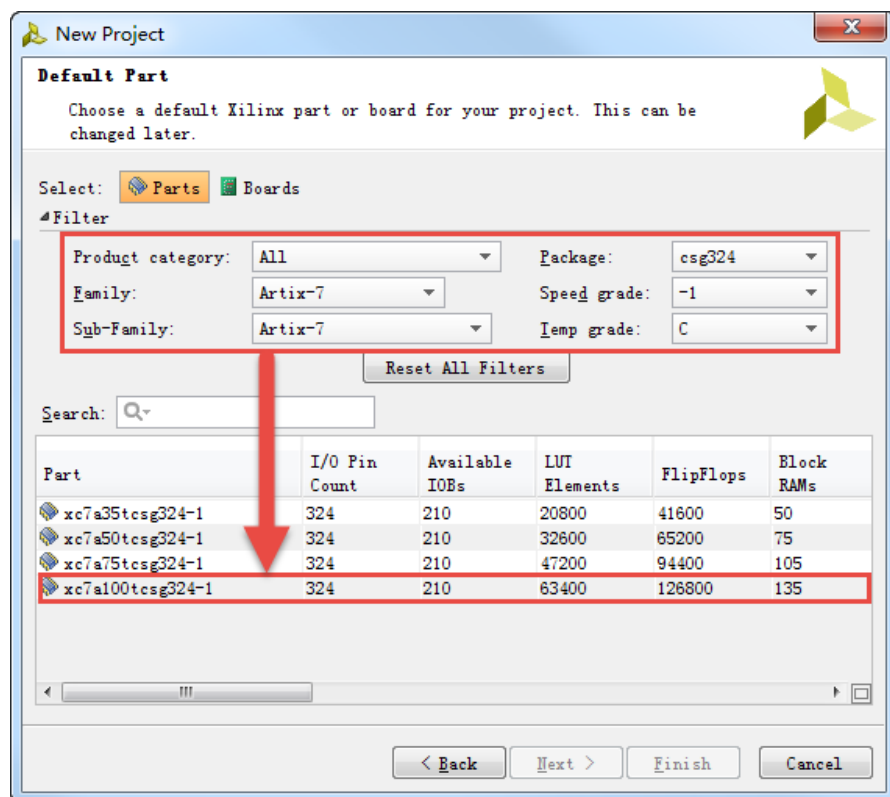 New Project
Default Part
Choose a default Xilinx part or board for your project. This can be
changed later.
Select: Parts Boards
Filter
Product category: All Package: csg324
Family: Artix-7 Speed grade: -1
Sub-Family: Artix-7 Temp grade: C
Reset All Filters
Search:
Part I/O Pin Count Available IOBs LUT Elements FlipFlops Block RAMs
xc7a35tcsg324-1 324 210 20800 41600 50
xc7a50tcsg324-1 324 210 32600 65200 75
xc7a75tcsg324-1 324 210 47200 94400 105
xc7a100tcsg324-1 324 210 63400 126800 135
< Back Next > Finish Cancel